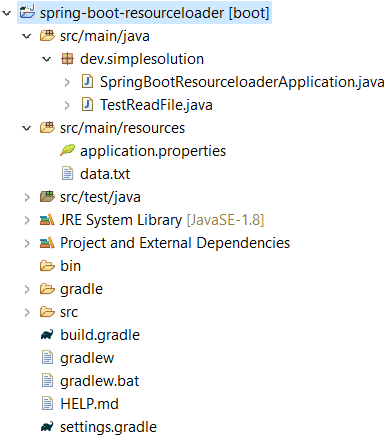 spring-boot-resourceloader [boot]
src/main/java
dev.simplesolution
SpringBootResourceloaderApplication.java
TestReadFile.java
src/main/resources
application.properties
data.txt
src/test/java
JRE System Library [JavaSE-1.8]
Project and External Dependencies
bin
gradle
src
build.gradle
gradlew
gradlew.bat
HELP.md
settings.gradle